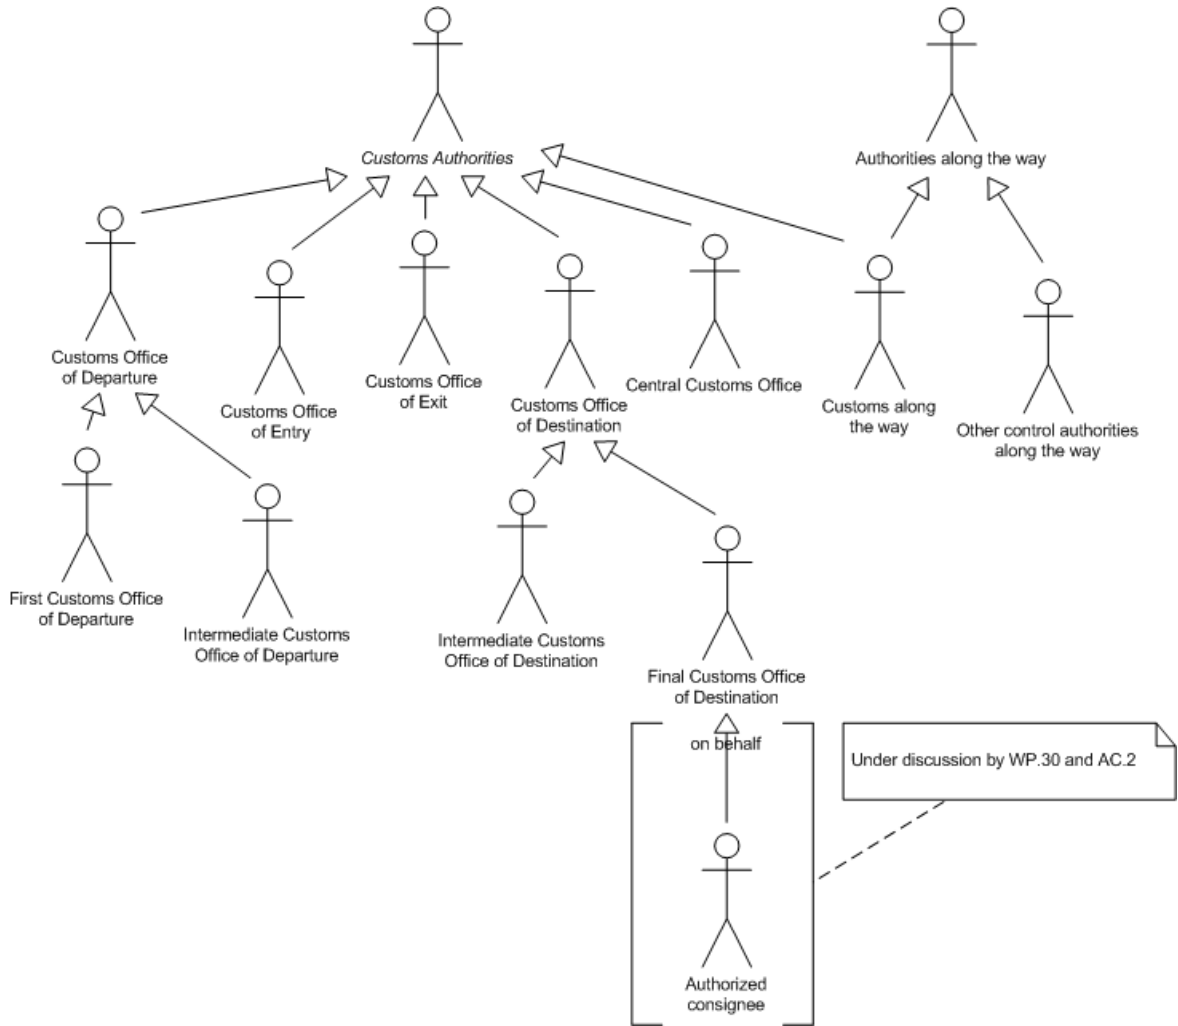 Customs Authorities
Authorities along the way
Customs Office
of Departure
Customs Office
of Entry
Customs Office
of Exit
Customs Office
of Destination
Central Customs Office
Customs along
the way
Other control authorities
along the way
First Customs Office
of Departure
Intermediate Customs
Office of Departure
Intermediate Customs
Office of Destination
Final Customs Office
of Destination
on behalf
Under discussion by WP.30 and AC.2
Authorized
consignee